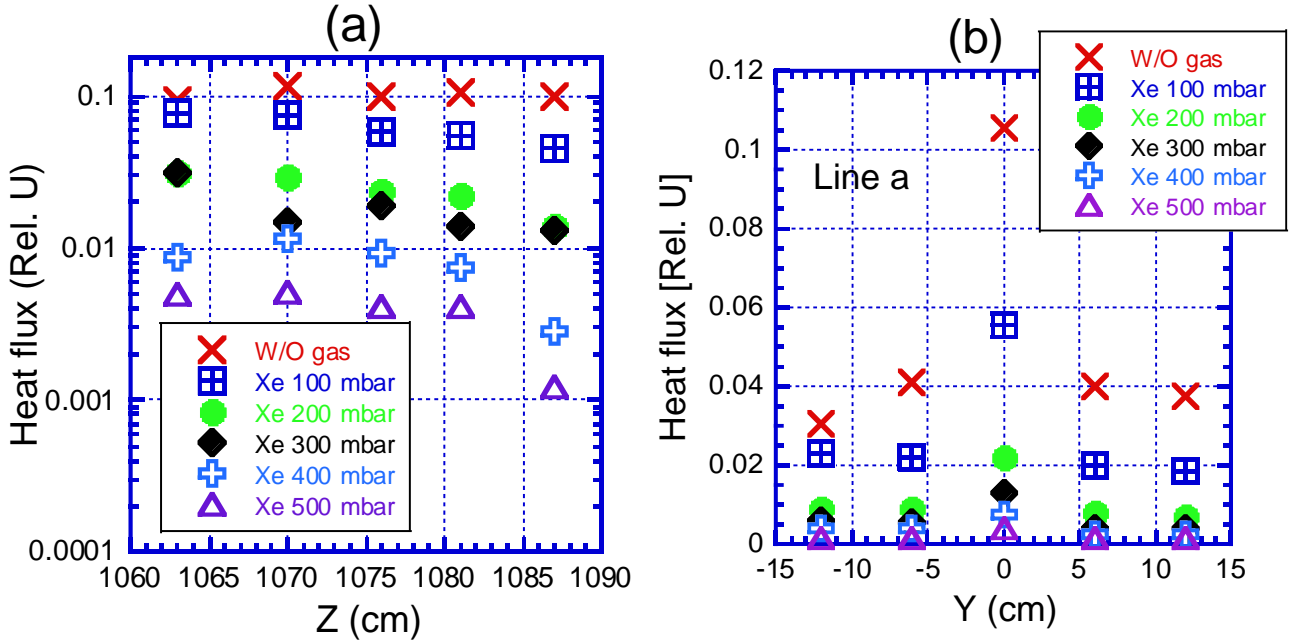 (a)
Heat flux (Rel. U)
0.1
0.01
0.001
0.0001
W/O gas
Xe 100 mbar
Xe 200 mbar
Xe 300 mbar
Xe 400 mbar
Xe 500 mbar
1060 1065 1070 1075 1080 1085 1090
Z (cm)
(b)
Heat flux [Rel. U]
0.12
0.1
0.08
0.06
0.04
0.02
0
Line a
W/O gas
Xe 100 mbar
Xe 200 mbar
Xe 300 mbar
Xe 400 mbar
Xe 500 mbar
-15 -10 -5 0 5 10 15
Y (cm)